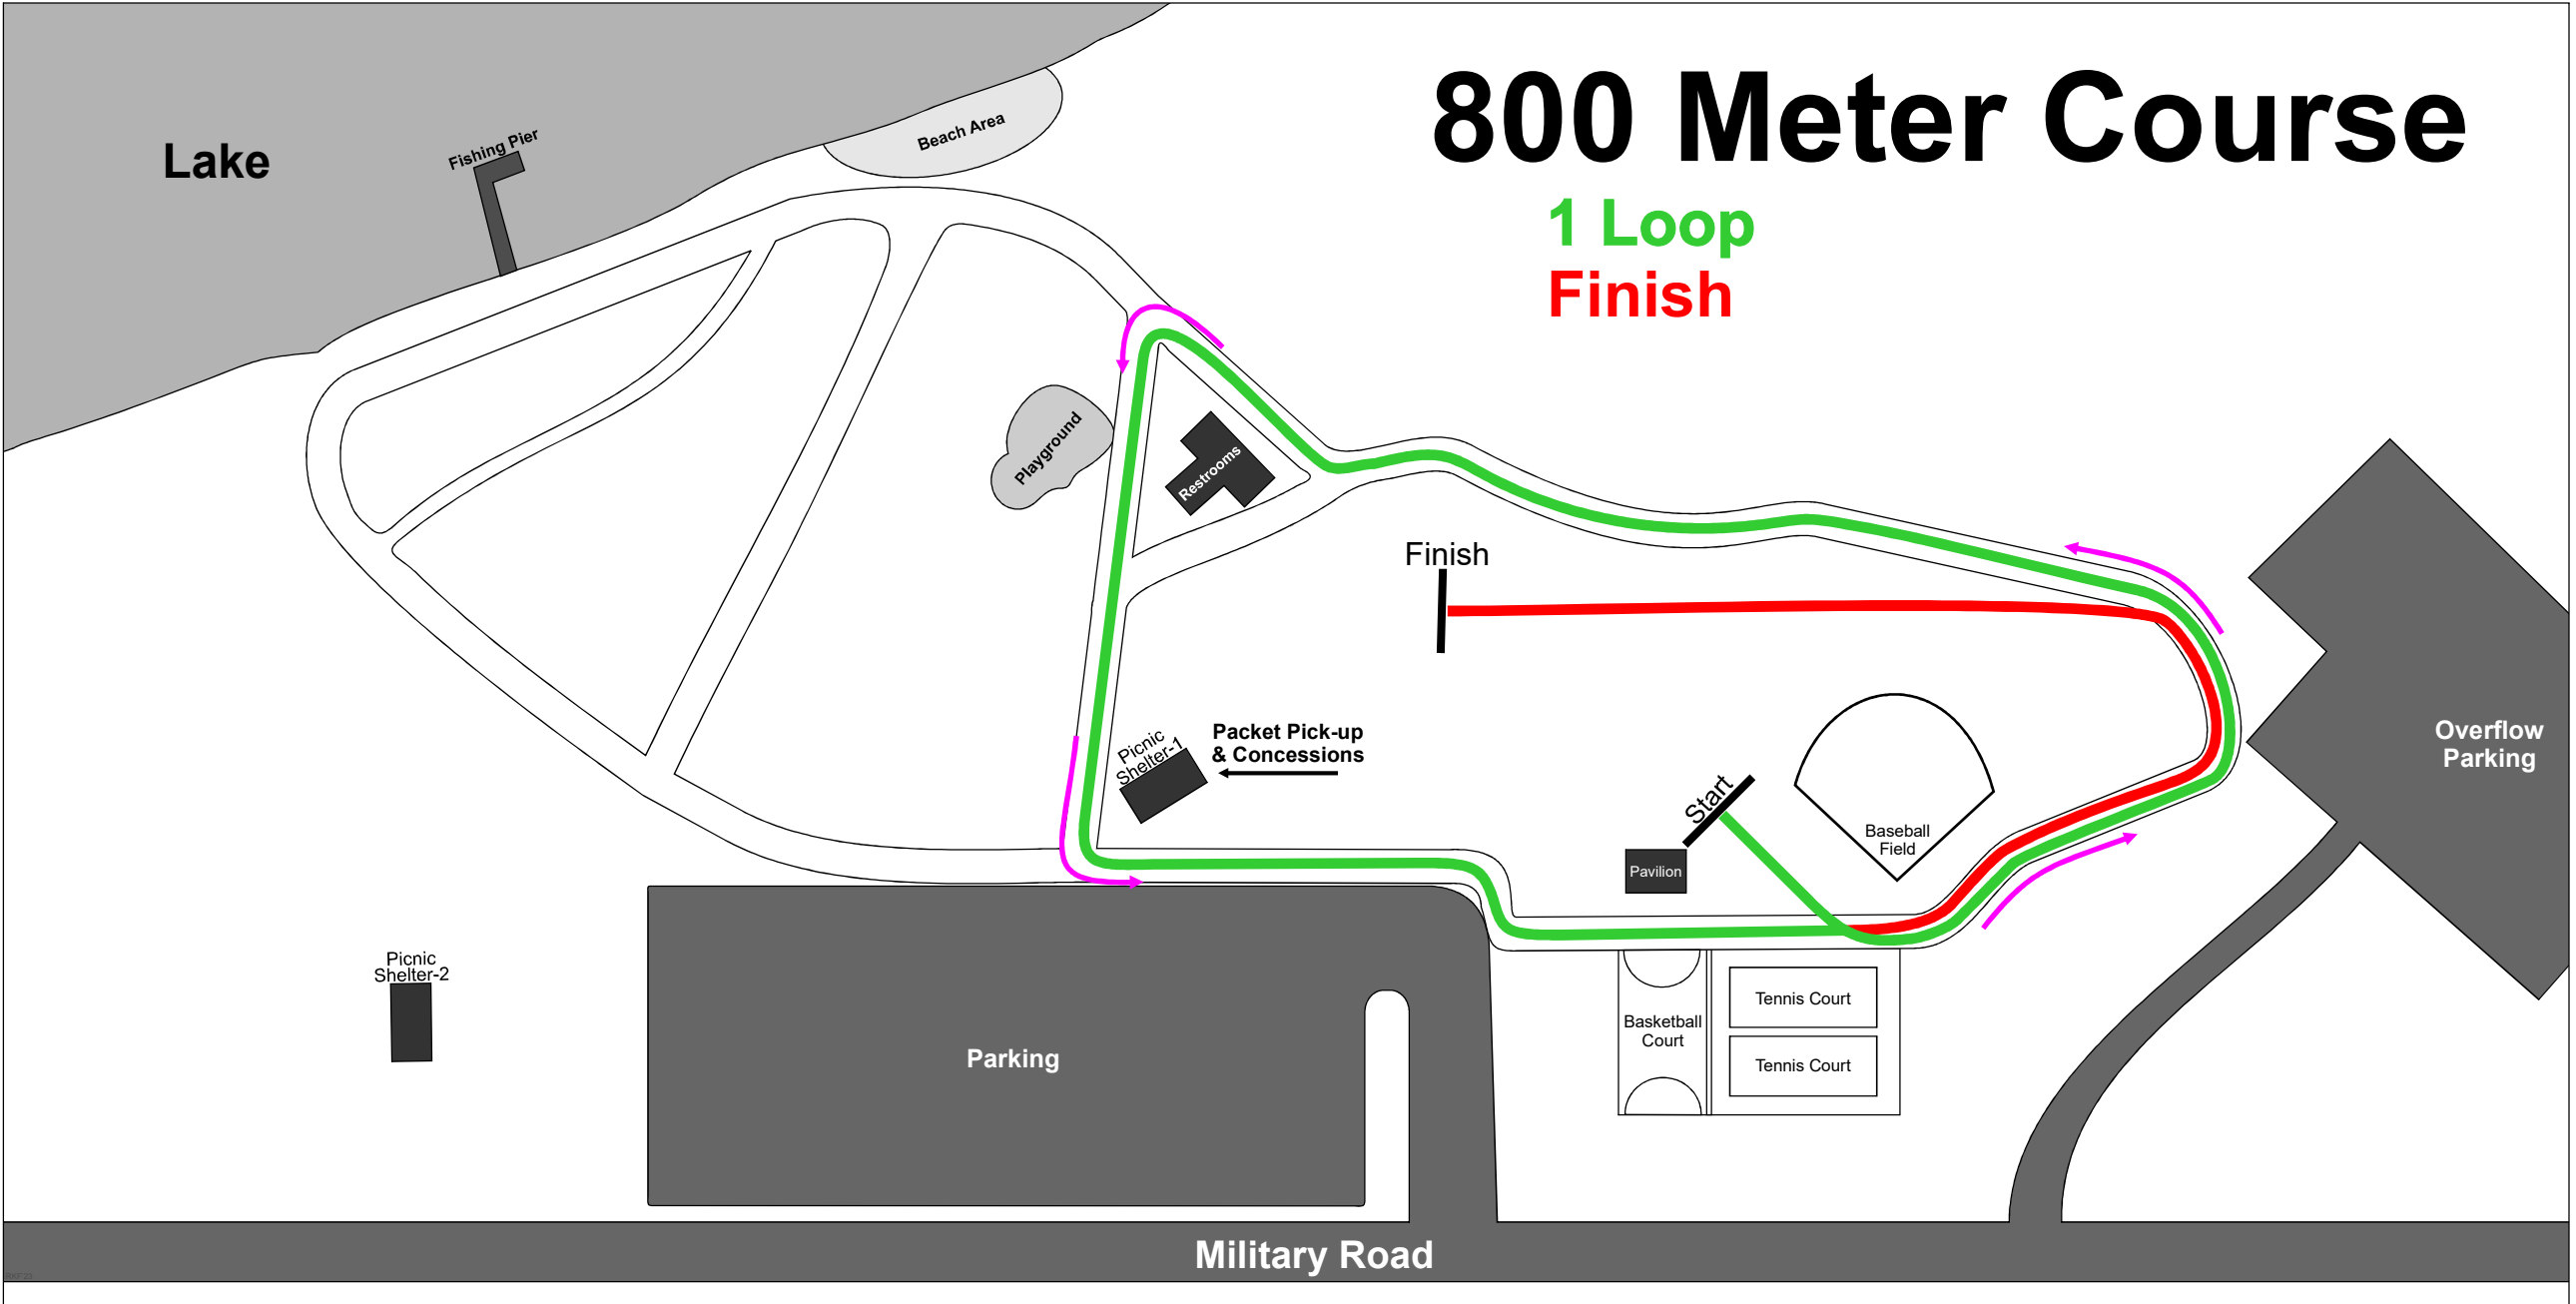 800 Meter Course
1 Loop
Finish
Lake
Fishing Pier
Beach Area
Playground
Restrooms
Finish
Picnic
Shelter-1
Packet Pick-up
& Concessions
Start
Pavilion
Baseball
Field
Overflow
Parking
Picnic
Shelter-2
Parking
Basketball
Court
Tennis Court
Tennis Court
Military Road